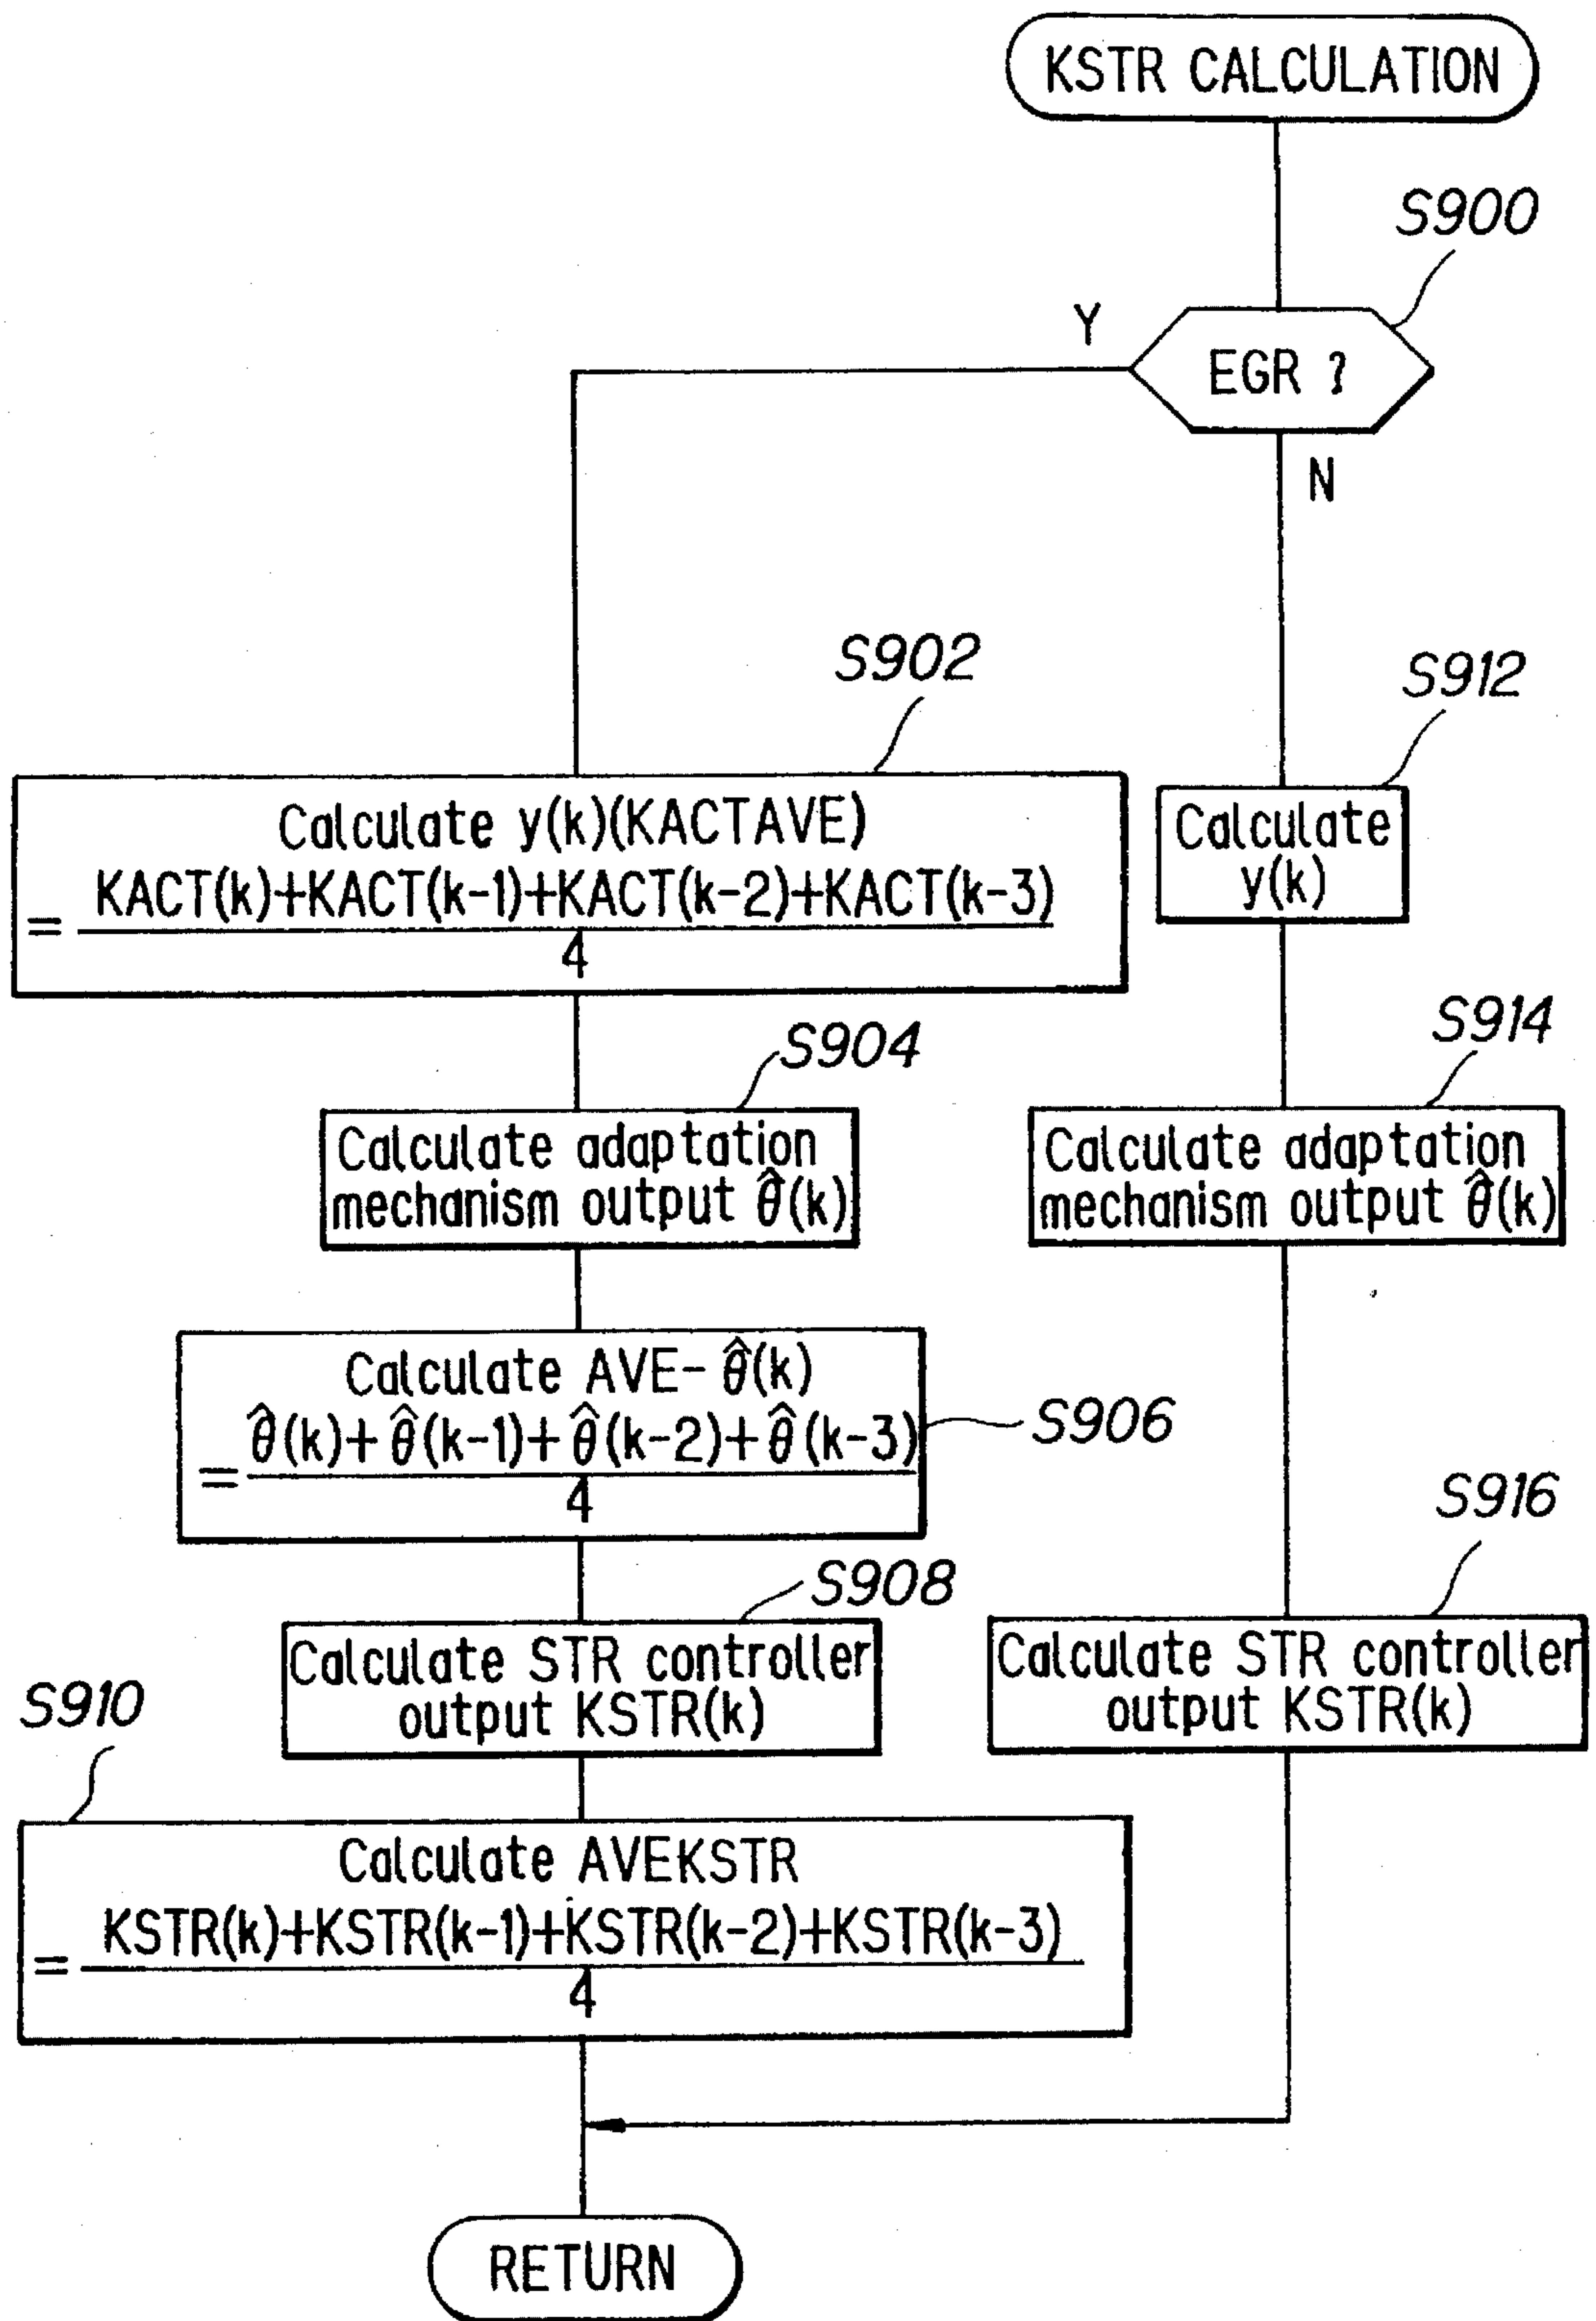 KSTR CALCULATION
S900
Y
EGR ?
N
S902
Calculate y(k)(KACTAVE)
= KACT(k)+KACT(k-1)+KACT(k-2)+KACT(k-3)
4
S912
Calculate
y(k)
S904
Calculate adaptation
mechanism output θ̂(k)
S914
Calculate adaptation
mechanism output θ̂(k)
Calculate AVE- θ̂(k)
= θ̂(k)+θ̂(k-1)+θ̂(k-2)+θ̂(k-3)
4
S906
S908
Calculate STR controller
output KSTR(k)
S916
Calculate STR controller
output KSTR(k)
S910
Calculate AVEKSTR
= KSTR(k)+KSTR(k-1)+KSTR(k-2)+KSTR(k-3)
4
RETURN